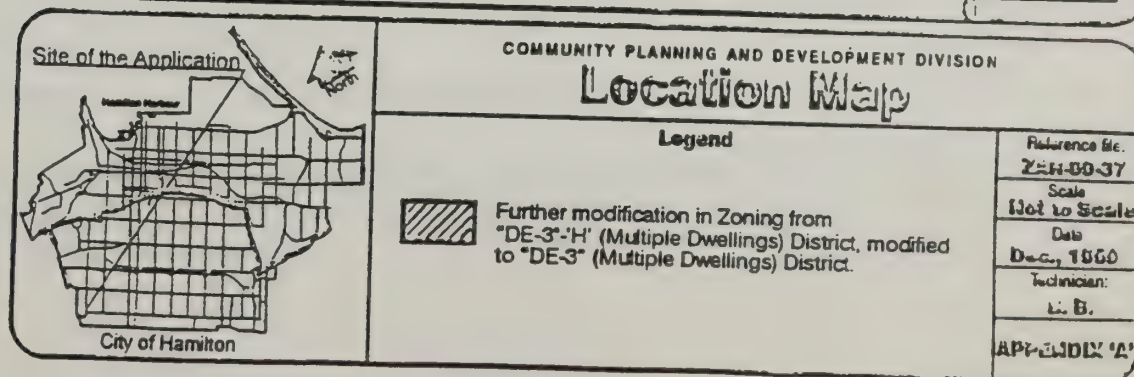 Site of the Application
North
Hamilton Harbour
City of Hamilton
COMMUNITY PLANNING AND DEVELOPMENT DIVISION
Location Map
Legend
Further modification in Zoning from
"DE-3"-'H' (Multiple Dwellings) District, modified
to "DE-3" (Multiple Dwellings) District.
Reference file.
Scale
Not to Scale
Date
Technician:
B.
APPENDIX 'A'